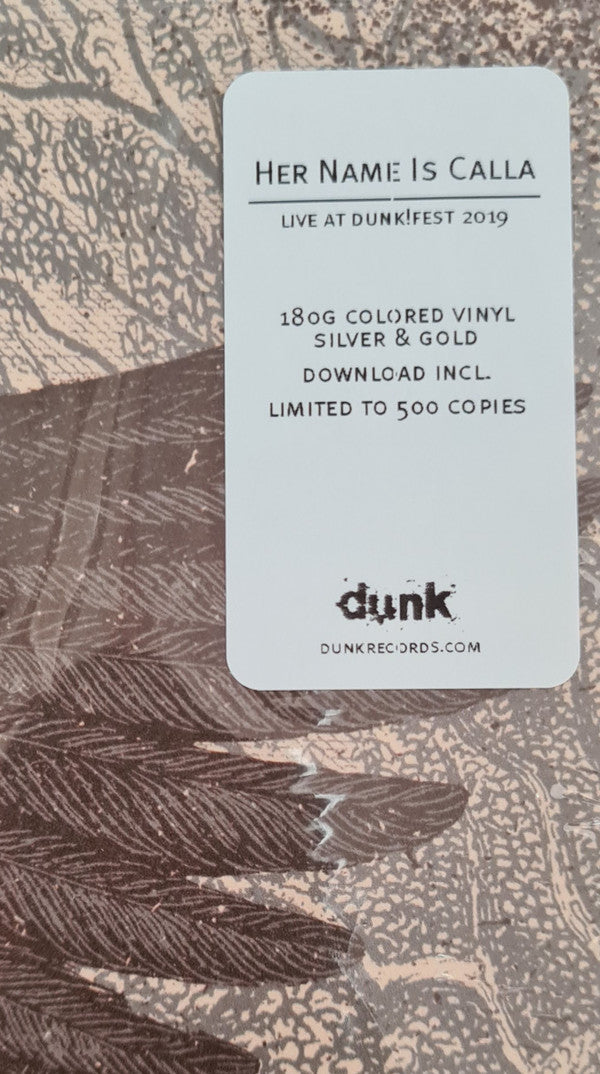 Her Name Is Calla
LIVE AT DUNK!FEST 2019
180G COLORED VINYL
SILVER & GOLD
DOWNLOAD INCL.
LIMITED TO 500 COPIES
dunk
DUNKRECORDS.COM